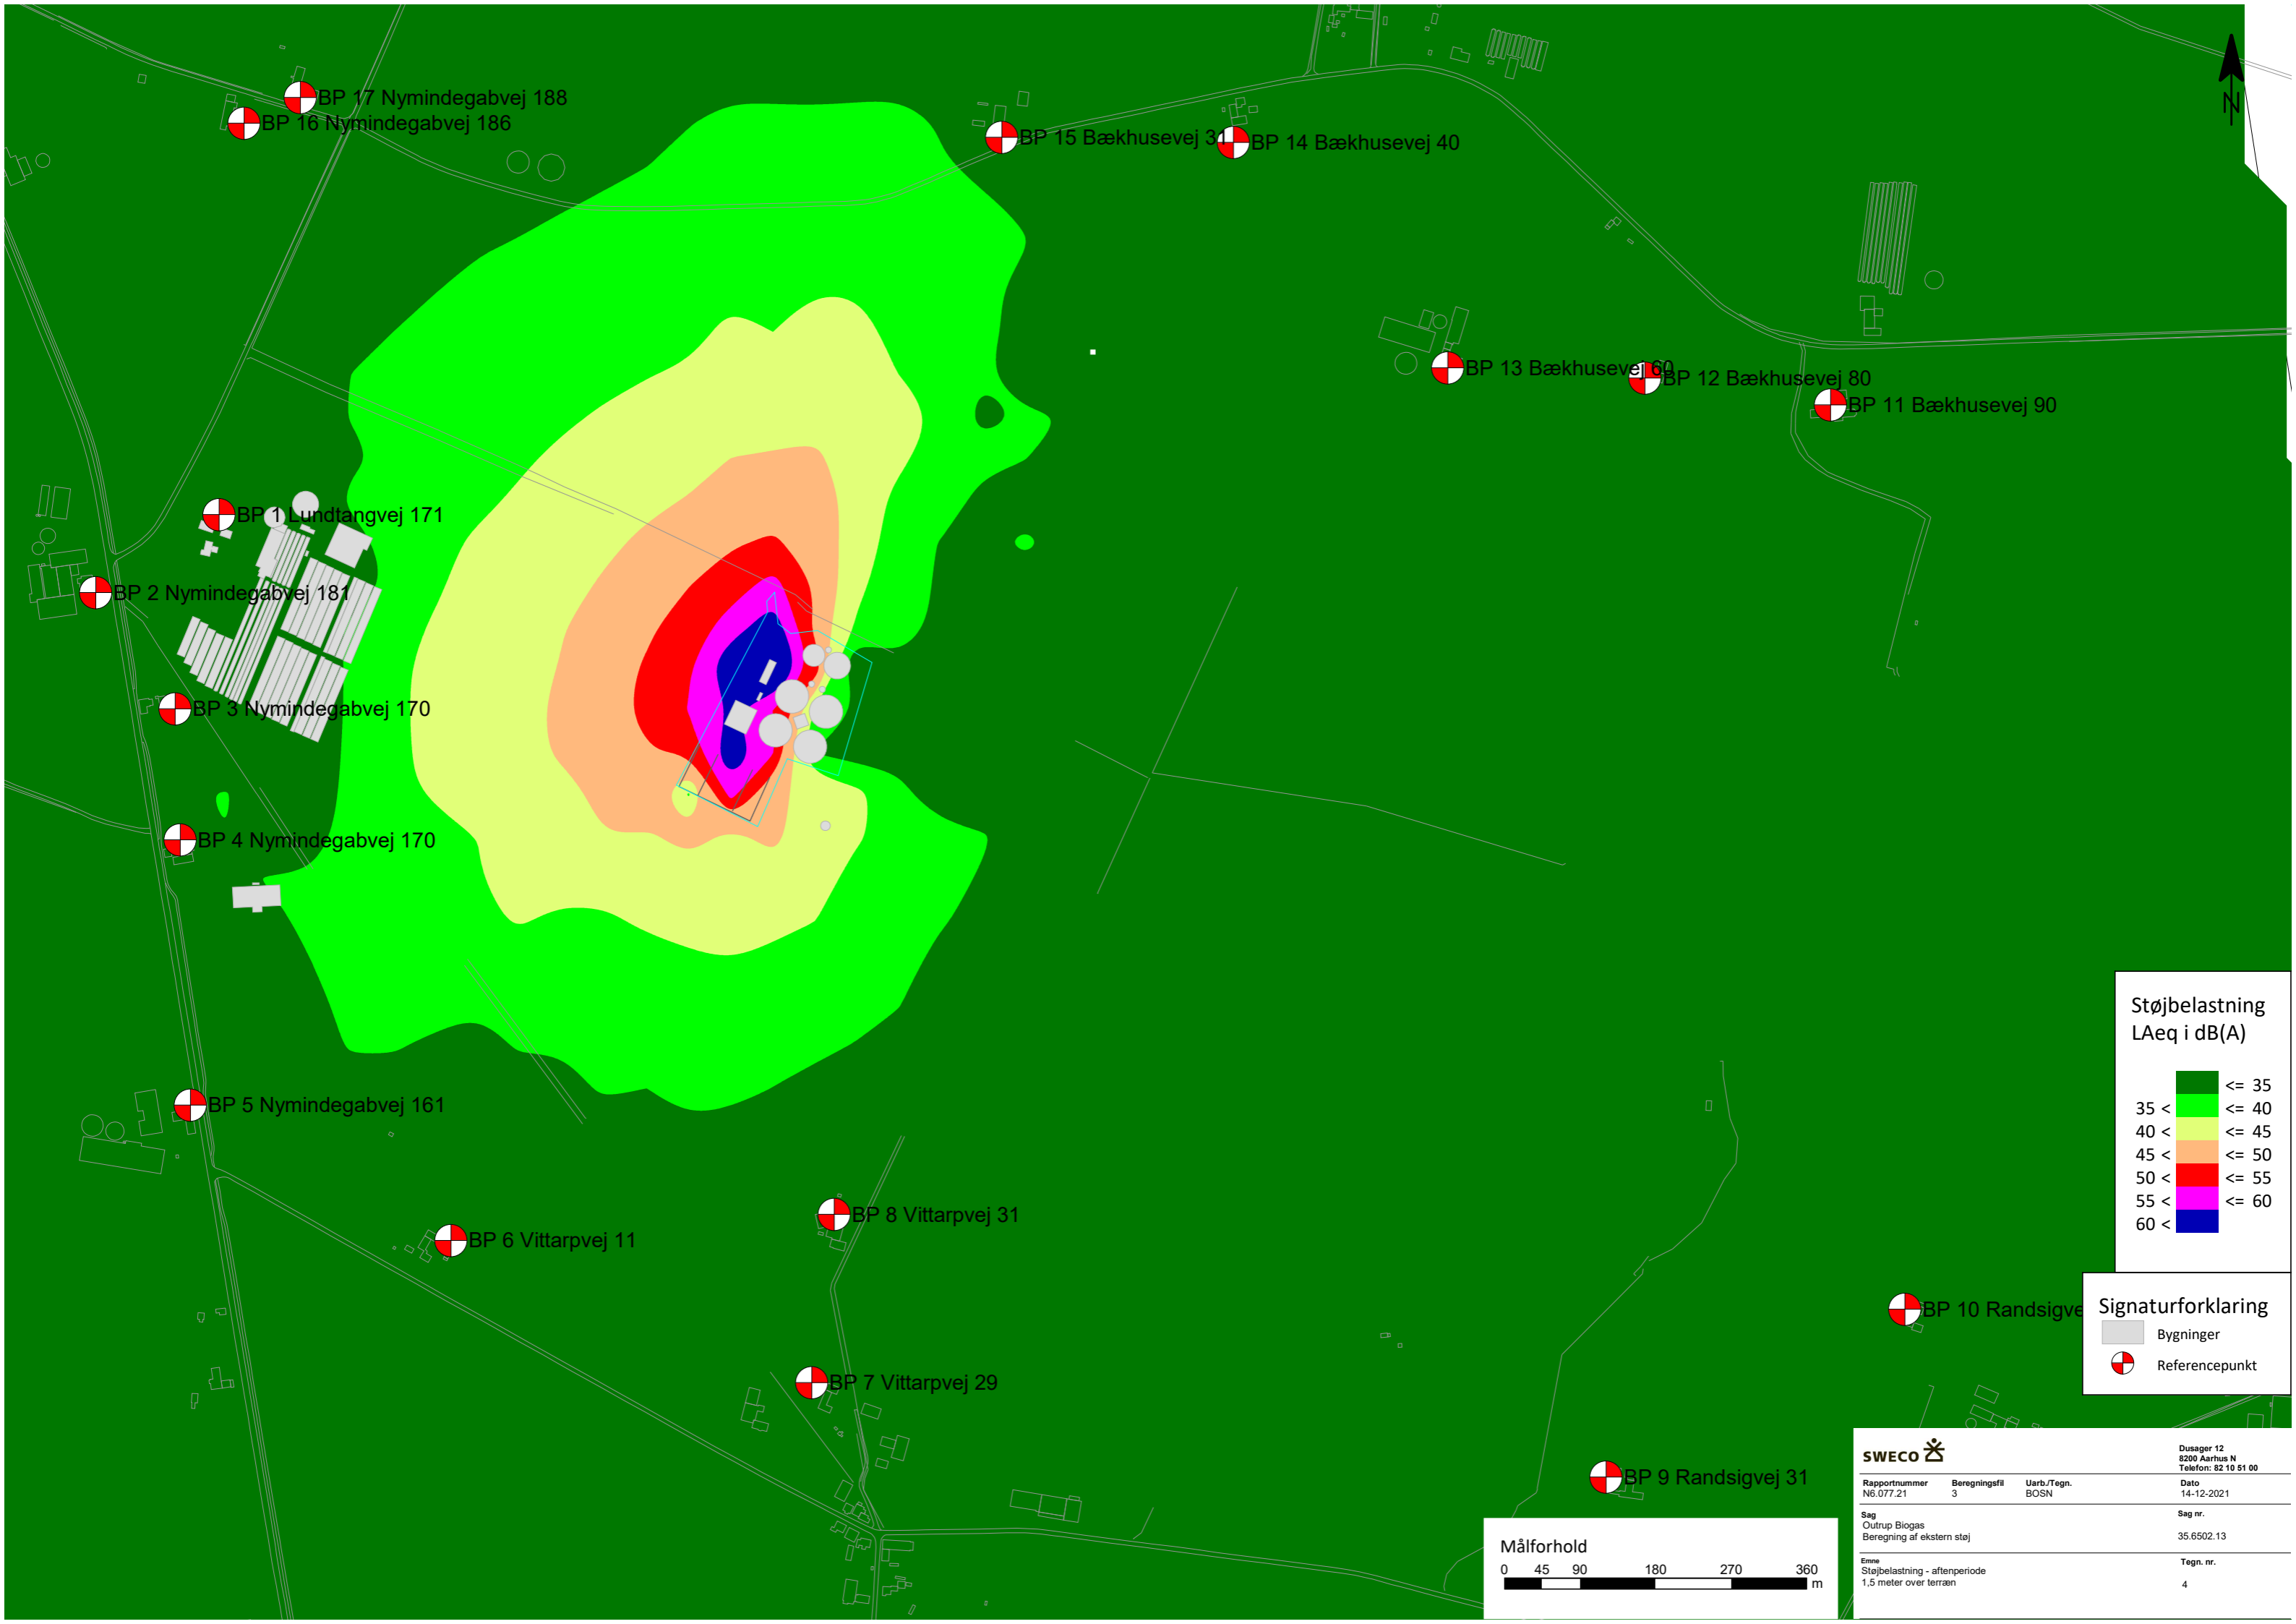 BP 17 Nymindegabvej 188
BP 16 Nymindegabvej 186
BP 15 Bækhusevej 31
BP 14 Bækhusevej 40
N
BP 13 Bækhusevej 60
BP 12 Bækhusevej 80
BP 11 Bækhusevej 90
BP 1 Lundtangvej 171
BP 2 Nymindegabvej 181
BP 3 Nymindegabvej 170
BP 4 Nymindegabvej 170
BP 5 Nymindegabvej 161
BP 8 Vittarpvej 31
BP 6 Vittarpvej 11
BP 7 Vittarpvej 29
BP 10 Randsigve
BP 9 Randsigvej 31
Støjbelastning
LAeq i dB(A)
<= 35
35 < <= 40
40 < <= 45
45 < <= 50
50 < <= 55
55 < <= 60
60 <
Signaturforklaring
Bygninger
Referencepunkt
Målforhold
0 45 90 180 270 360
m
SWECO
Dusager 12
8200 Aarhus N
Telefon: 82 10 51 00
Rapportnummer Beregningsfil Uarb./Tegn. Dato
N6.077.21 3 BOSN 14-12-2021
Sag Sag nr.
Outrup Biogas
Beregning af ekstern støj 35.6502.13
Emne Tegn. nr.
Støjbelastning - aftenperiode
1,5 meter over terræn 4